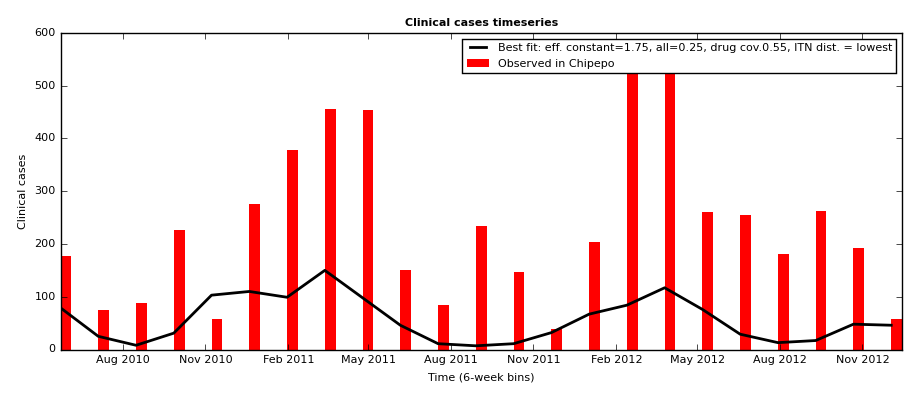 Clinical cases timeseries
Best fit: eff. constant=1.75, all=0.25, drug cov.0.55, ITN dist. = lowest
Observed in Chipepo
600
500
400
300
200
100
0
Clinical cases
Aug 2010 Nov 2010 Feb 2011 May 2011 Aug 2011 Nov 2011 Feb 2012 May 2012 Aug 2012 Nov 2012
Time (6-week bins)